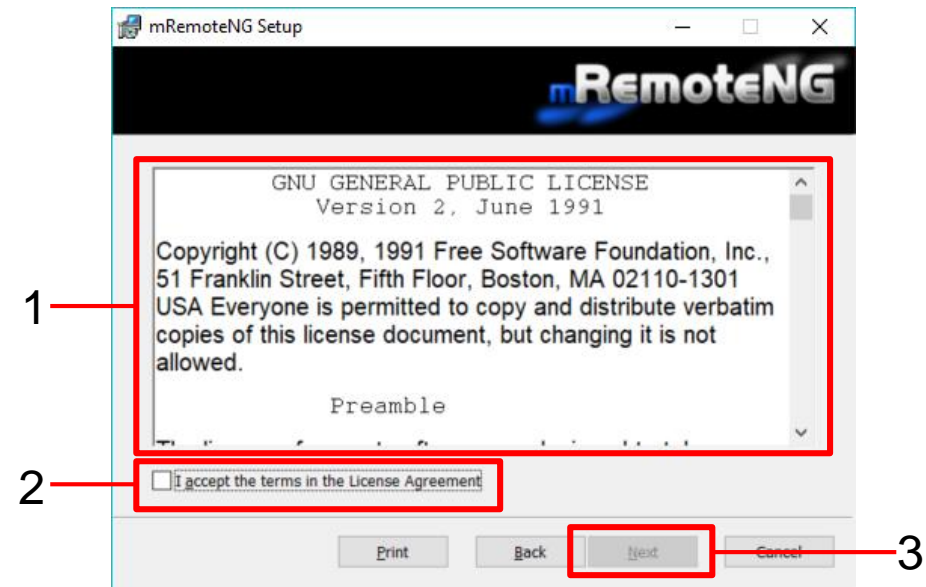 mRemoteNG Setup
mRemoteNG
GNU GENERAL PUBLIC LICENSE
Version 2, June 1991
Copyright (C) 1989, 1991 Free Software Foundation, Inc.,
51 Franklin Street, Fifth Floor, Boston, MA 02110-1301
USA Everyone is permitted to copy and distribute verbatim
copies of this license document, but changing it is not
allowed.
Preamble
1
I accept the terms in the License Agreement
2
Print Back Next Cancel
3